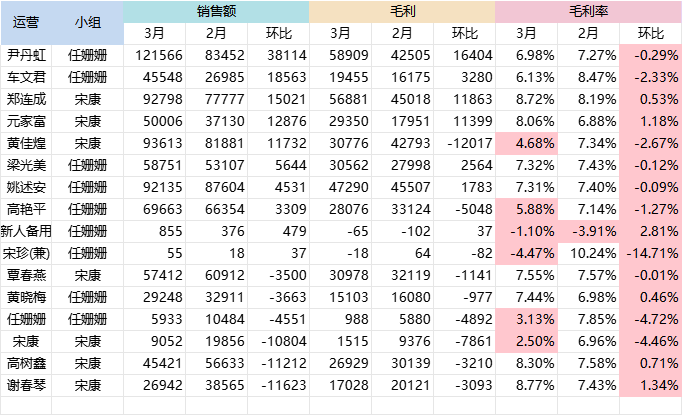 运营 小组 销售额 毛利 毛利率
3月 2月 环比 3月 2月 环比 3月 2月 环比
尹丹虹 任姗姗 121566 83452 38114 58909 42505 16404 6.98% 7.27% -0.29%
车文君 任姗姗 45548 26985 18563 19455 16175 3280 6.13% 8.47% -2.33%
郑连成 宋康 92798 77777 15021 56881 45018 11863 8.72% 8.19% 0.53%
元家富 宋康 50006 37130 12876 29350 17951 11399 8.06% 6.88% 1.18%
黄佳煌 宋康 93613 81881 11732 30776 42793 -12017 4.68% 7.34% -2.67%
梁光美 任姗姗 58751 53107 5644 30562 27998 2564 7.32% 7.43% -0.12%
姚述安 任姗姗 92135 87604 4531 47290 45507 1783 7.31% 7.40% -0.09%
高艳平 任姗姗 69663 66354 3309 28076 33124 -5048 5.88% 7.14% -1.27%
新人备用 任姗姗 855 376 479 -65 -102 37 -1.10% -3.91% 2.81%
宋珍(兼) 任姗姗 55 18 37 -18 64 -82 -4.47% 10.24% -14.71%
覃春燕 宋康 57412 60912 -3500 30978 32119 -1141 7.55% 7.57% -0.01%
黄晓梅 任姗姗 29248 32911 -3663 15103 16080 -977 7.44% 6.98% 0.46%
任姗姗 任姗姗 5933 10484 -4551 988 5880 -4892 3.13% 7.85% -4.72%
宋康 宋康 9052 19856 -10804 1515 9376 -7861 2.50% 6.96% -4.46%
高树鑫 宋康 45421 56633 -11212 26929 30139 -3210 8.30% 7.58% 0.71%
谢春琴 宋康 26942 38565 -11623 17028 20121 -3093 8.77% 7.43% 1.34%